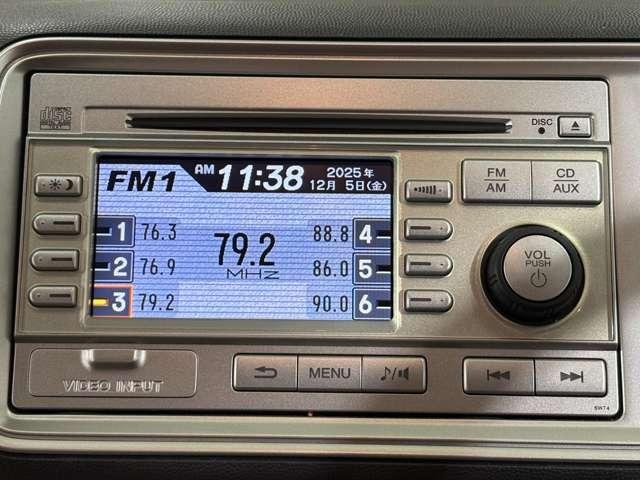 disc
DISC
FM1
AM 11:38
2025年
12月 5日(金)
FM
AM
CD
AUX
1 76.3
2 76.9
3 79.2
79.2
MHz
88.8 4
86.0 5
90.0 6
VOL
PUSH
VIDEO INPUT
MENU
SW74